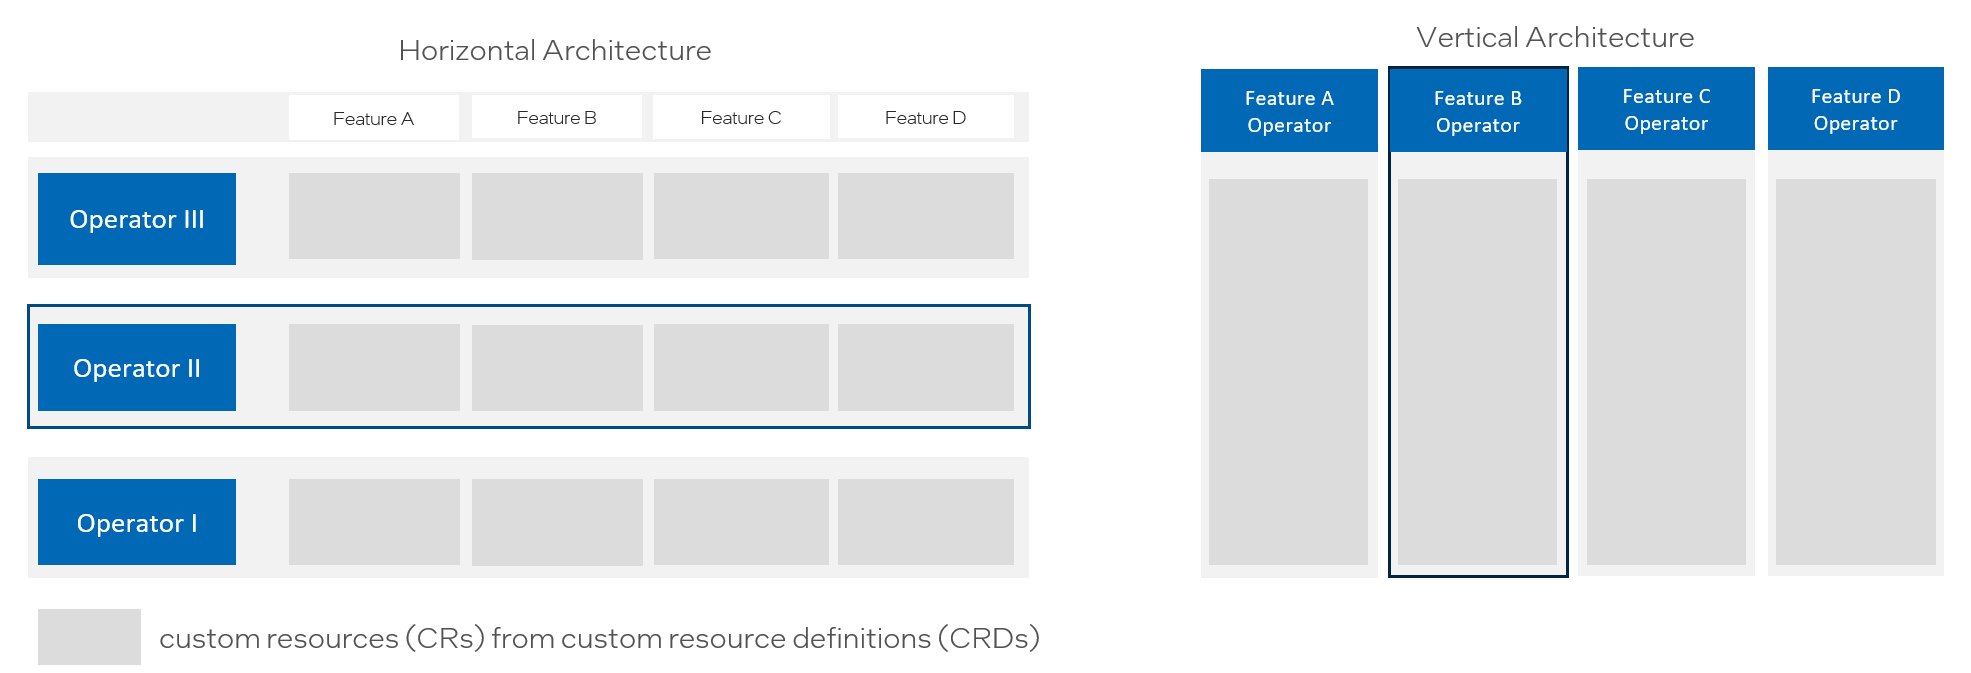 Horizontal Architecture
Feature A
Feature B
Feature C
Feature D
Operator III
Operator II
Operator I
custom resources (CRs) from custom resource definitions (CRDs)
Vertical Architecture
Feature A
Operator
Feature B
Operator
Feature C
Operator
Feature D
Operator